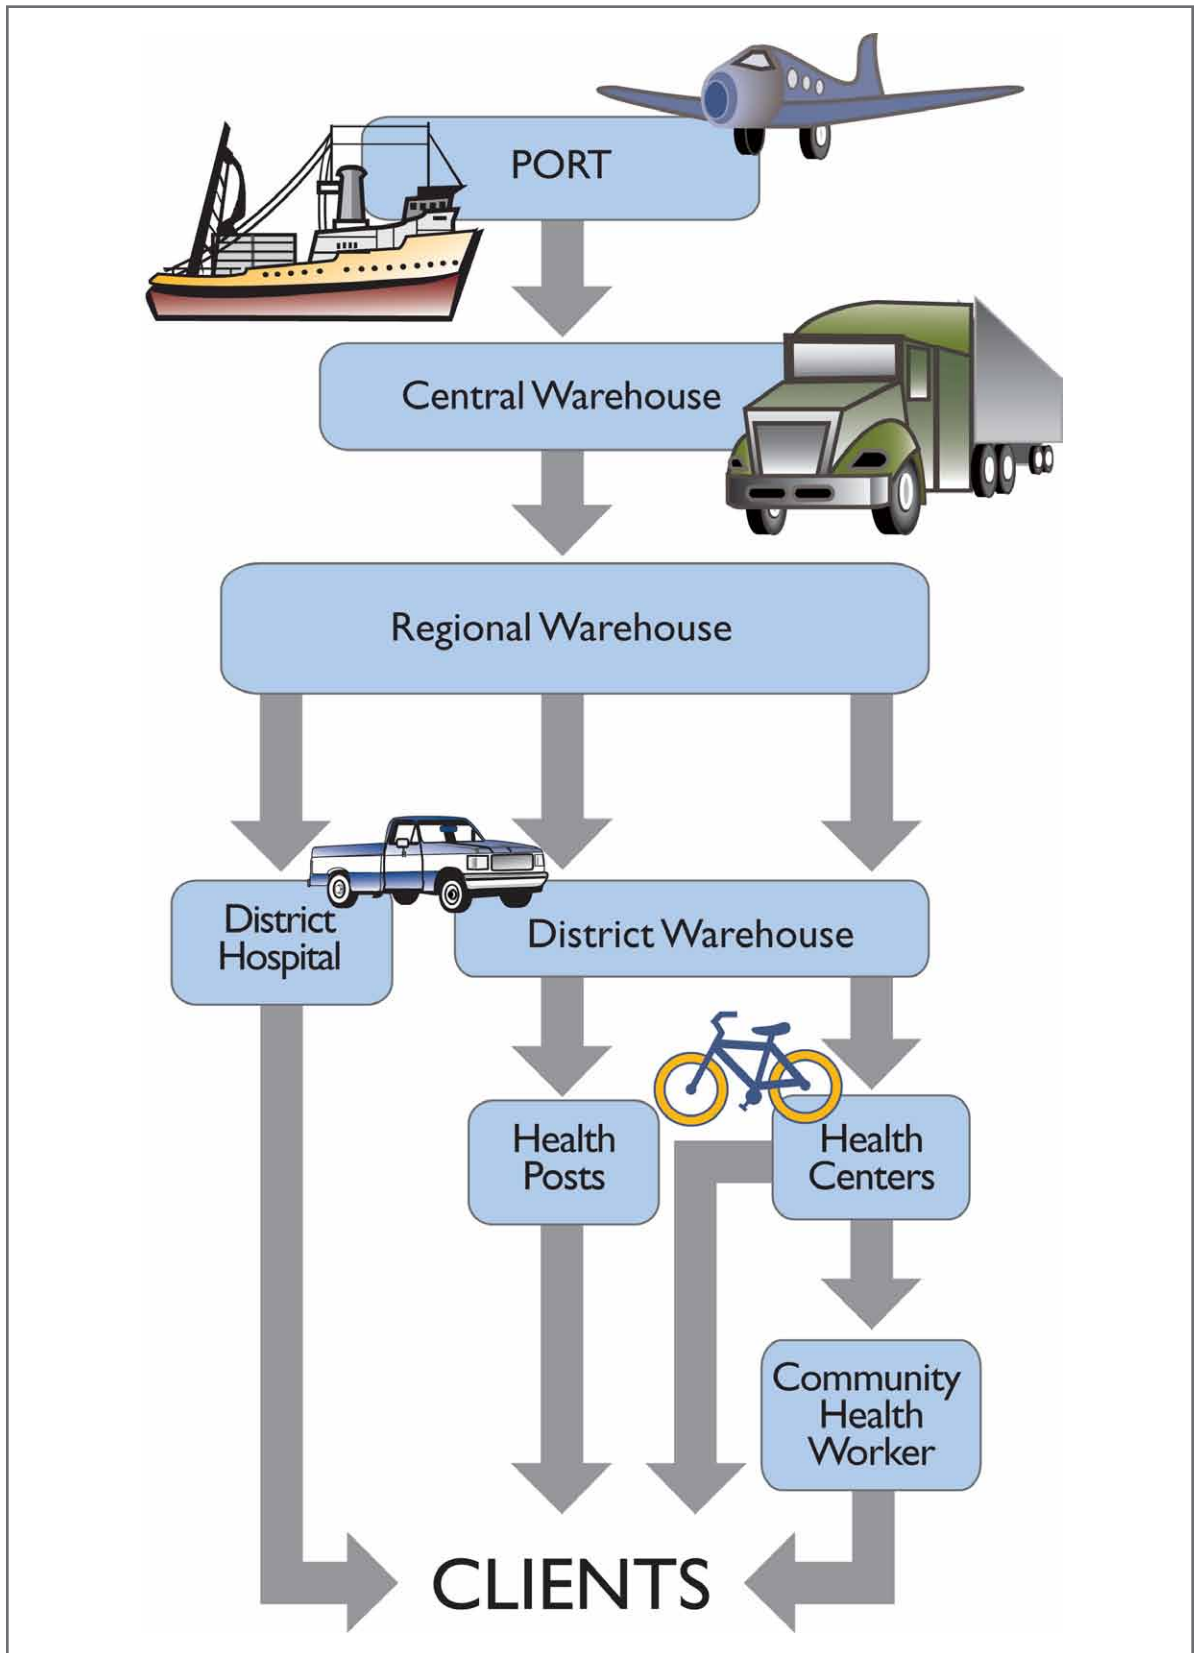 PORT
Central Warehouse
Regional Warehouse
District
Hospital
District Warehouse
Health
Posts
Health
Centers
Community
Health
Worker
CLIENTS